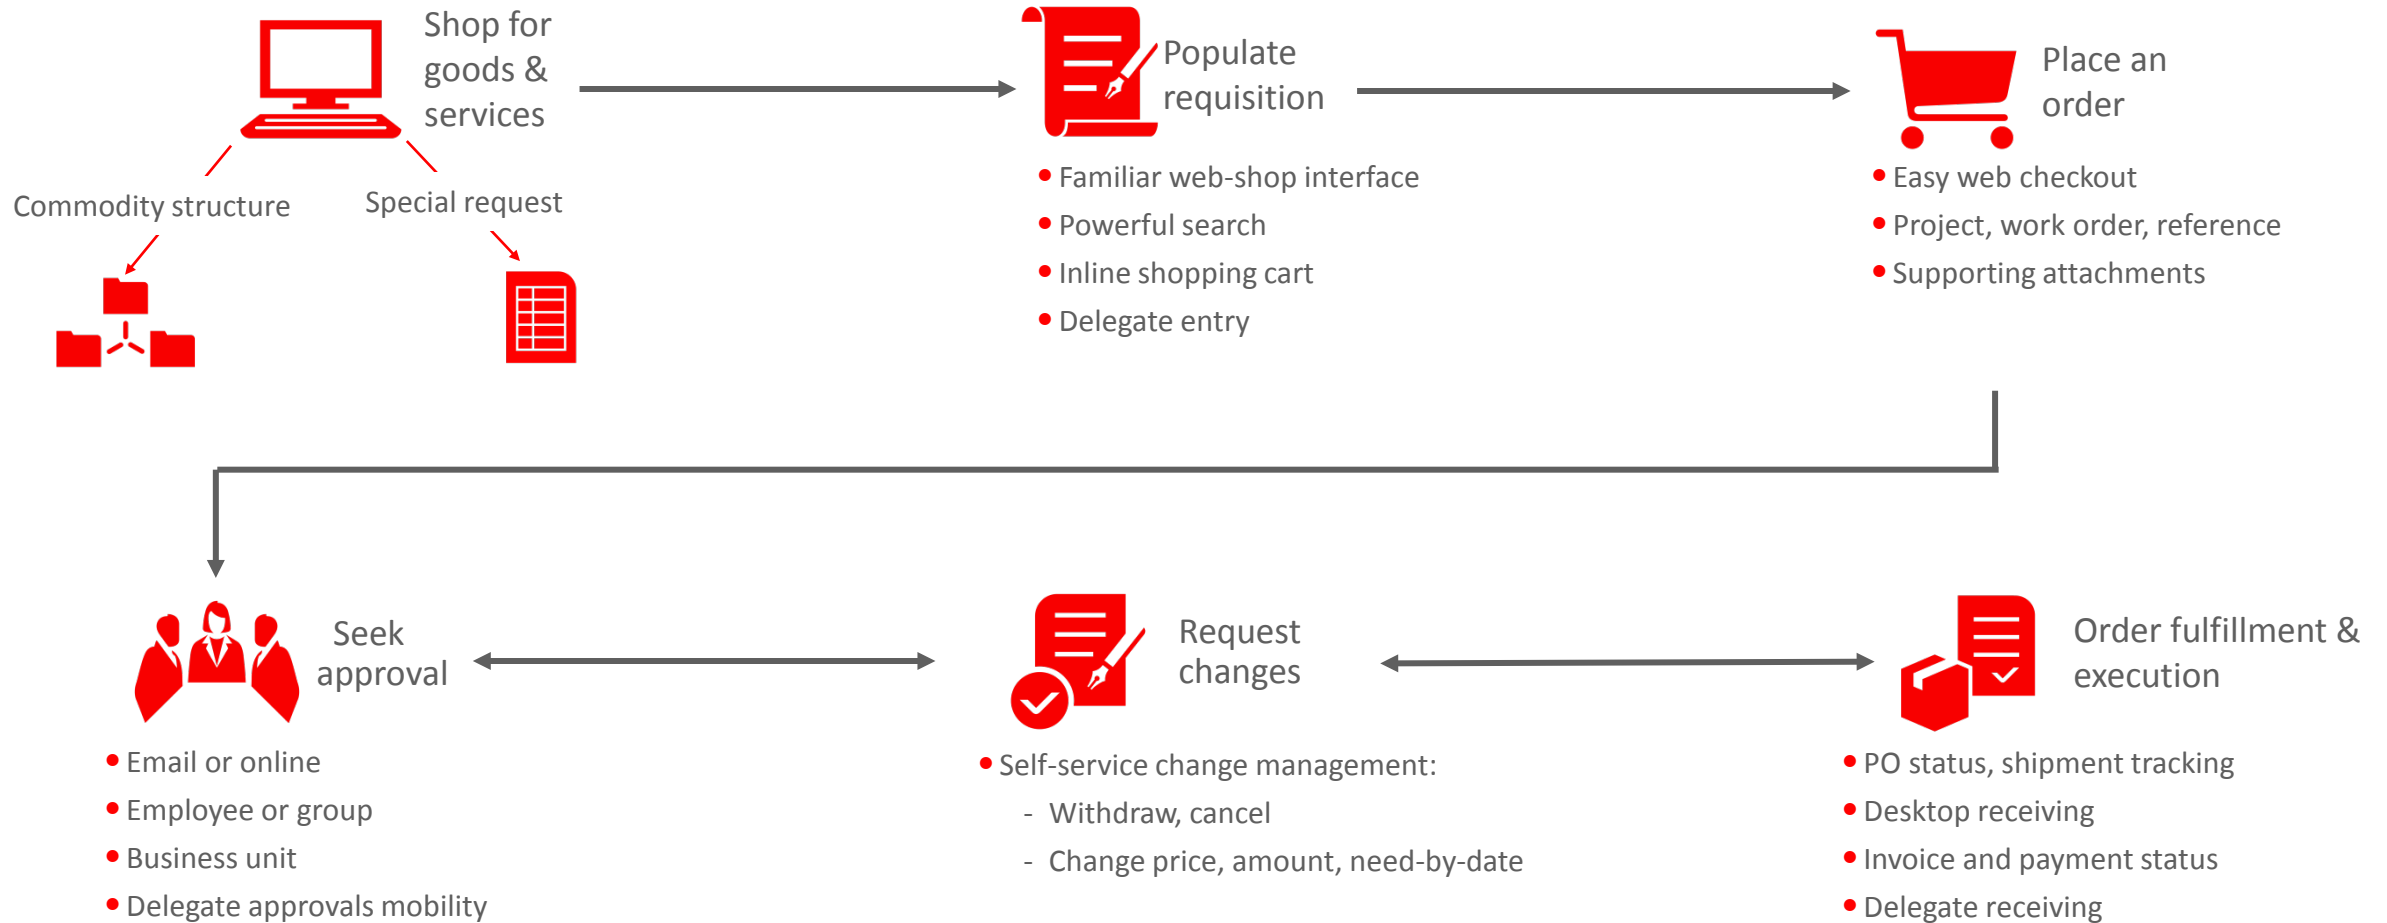 Shop for
goods &
services
Commodity structure
Special request
Populate
requisition
• Familiar web-shop interface
• Powerful search
• Inline shopping cart
• Delegate entry
Place an
order
• Easy web checkout
• Project, work order, reference
• Supporting attachments
Seek
approval
• Email or online
• Employee or group
• Business unit
• Delegate approvals mobility
Request
changes
• Self-service change management:
- Withdraw, cancel
- Change price, amount, need-by-date
Order fulfillment &
execution
• PO status, shipment tracking
• Desktop receiving
• Invoice and payment status
• Delegate receiving